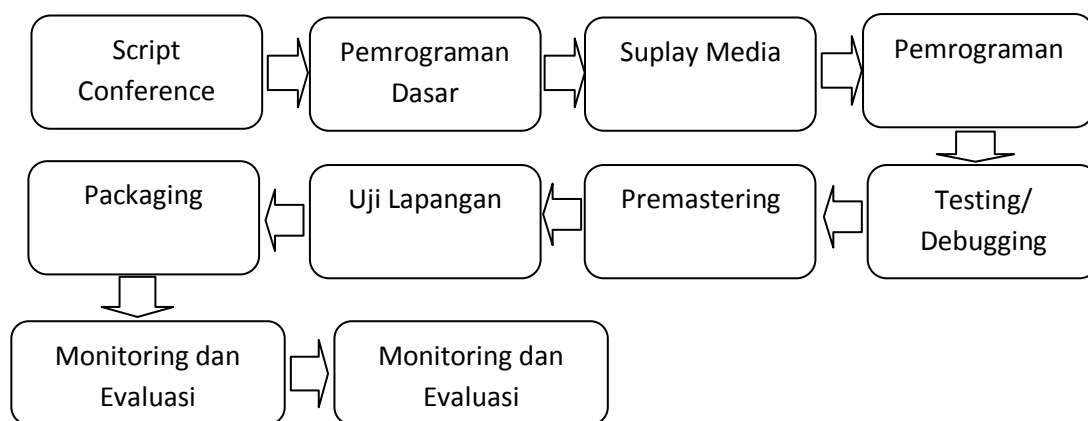 Script
Conference
Pemrograman
Dasar
Suplay Media
Pemrograman
Testing/
Debugging
Premastering
Uji Lapangan
Packaging
Monitoring dan
Evaluasi
Monitoring dan
Evaluasi